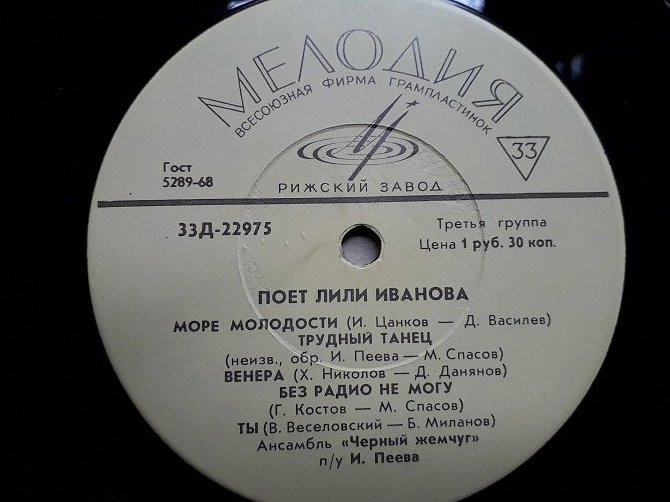 МЕЛОДИЯ
ВСЕСОЮЗНАЯ ФИРМА ГРАМПЛАСТИНОК
33
Гост
5289-68
РИЖСКИЙ ЗАВОД
33Д-22975
Третья группа
Цена 1 руб. 30 коп.
ПОЕТ ЛИЛИ ИВАНОВА
МОРЕ МОЛОДОСТИ (И. Цанков — Д. Василев)
ТРУДНЫЙ ТАНЕЦ
(неизв., обр. И. Пеева — М. Спасов)
ВЕНЕРА (Х. Николов — Д. Данянов)
БЕЗ РАДИО НЕ МОГУ
(Г. Костов — М. Спасов)
ТЫ (В. Веселовский — Б. Миланов)
Ансамбль «Черный жемчуг»
п/у И. Пеева